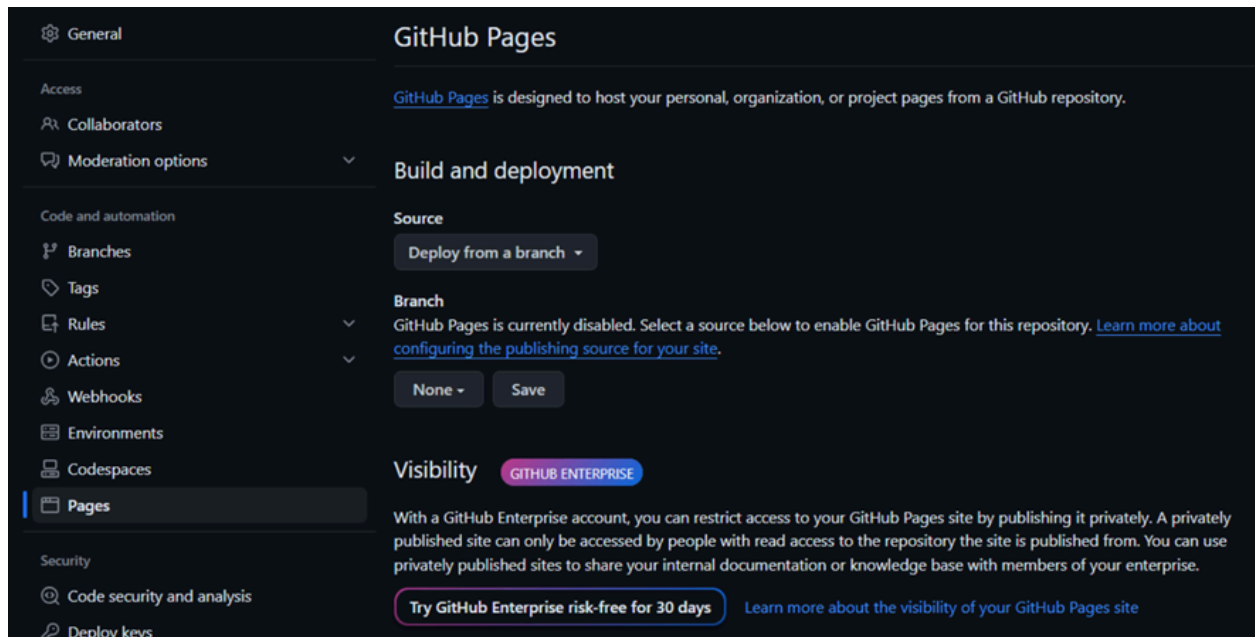 General
Access
Collaborators
Moderation options
Code and automation
Branches
Tags
Rules
Actions
Webhooks
Environments
Codespaces
Pages
Security
Code security and analysis
Deploy keys
GitHub Pages
GitHub Pages is designed to host your personal, organization, or project pages from a GitHub repository.
Build and deployment
Source
Deploy from a branch
Branch
GitHub Pages is currently disabled. Select a source below to enable GitHub Pages for this repository. Learn more about
configuring the publishing source for your site.
None Save
Visibility GITHUB ENTERPRISE
With a GitHub Enterprise account, you can restrict access to your GitHub Pages site by publishing it privately. A privately
published site can only be accessed by people with read access to the repository the site is published from. You can use
privately published sites to share your internal documentation or knowledge base with members of your enterprise.
Try GitHub Enterprise risk-free for 30 days Learn more about the visibility of your GitHub Pages site